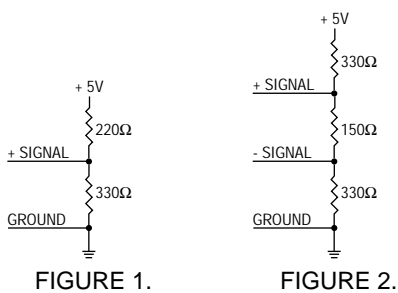 + 5V
220Ω
+ SIGNAL
330Ω
GROUND
FIGURE 1.
+ 5V
330Ω
+ SIGNAL
150Ω
- SIGNAL
330Ω
GROUND
FIGURE 2.